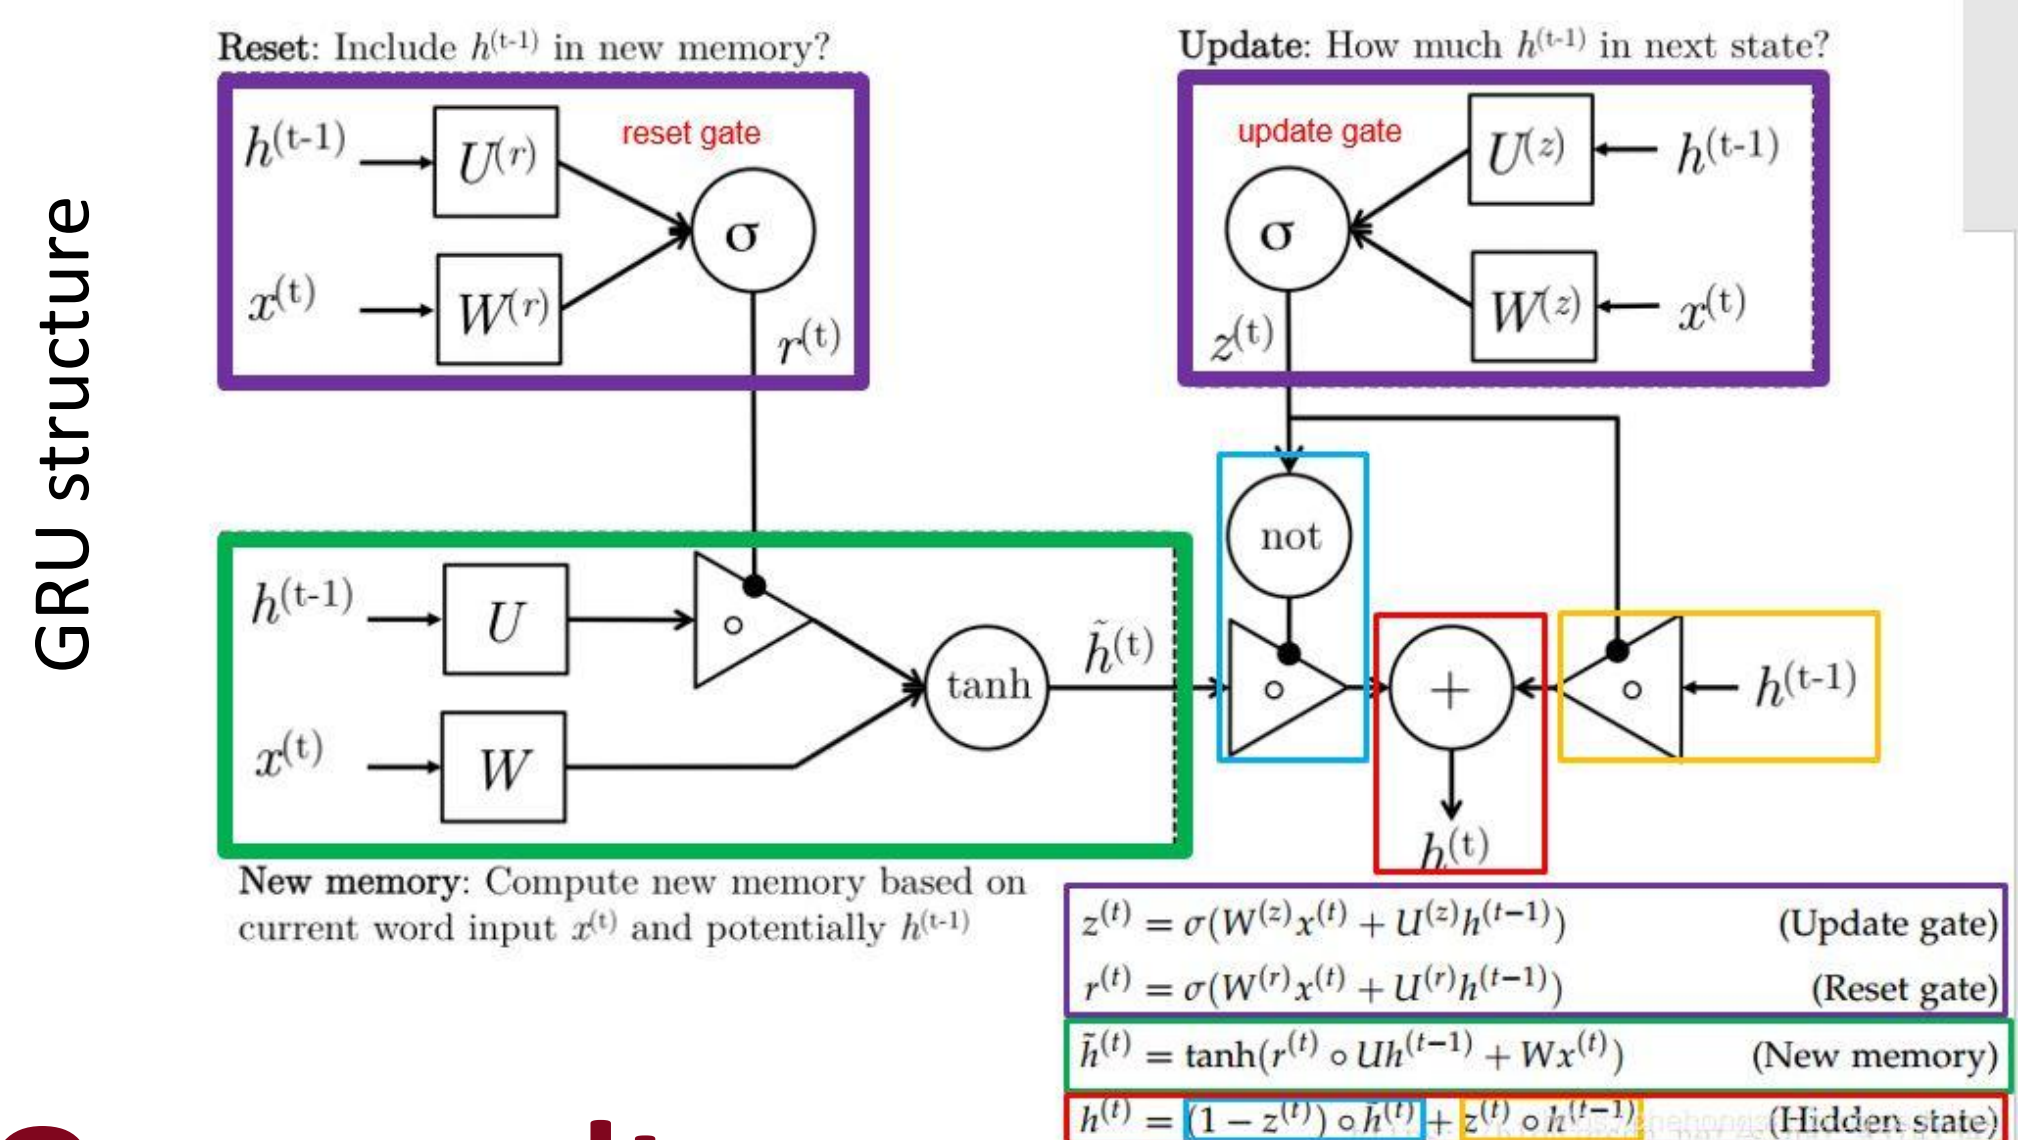 GRU structure
Reset: Include h(t-1) in new memory?
h(t-1)
U(r)
reset gate
σ
x(t)
W(r)
r(t)
Update: How much h(t-1) in next state?
update gate
U(z)
h(t-1)
σ
W(z)
x(t)
z(t)
not
h(t-1)
U
∘
tanh
h̃(t)
∘
+
∘
h(t-1)
x(t)
W
h(t)
New memory: Compute new memory based on
current word input x(t) and potentially h(t-1)
z(t) = σ(W(z)x(t) + U(z)h(t−1)) (Update gate)
r(t) = σ(W(r)x(t) + U(r)h(t−1)) (Reset gate)
h̃(t) = tanh(r(t) ∘ Uh(t−1) + Wx(t)) (New memory)
h(t) = (1 − z(t)) ∘ h̃(t) + z(t) ∘ h(t−1) (Hidden state)